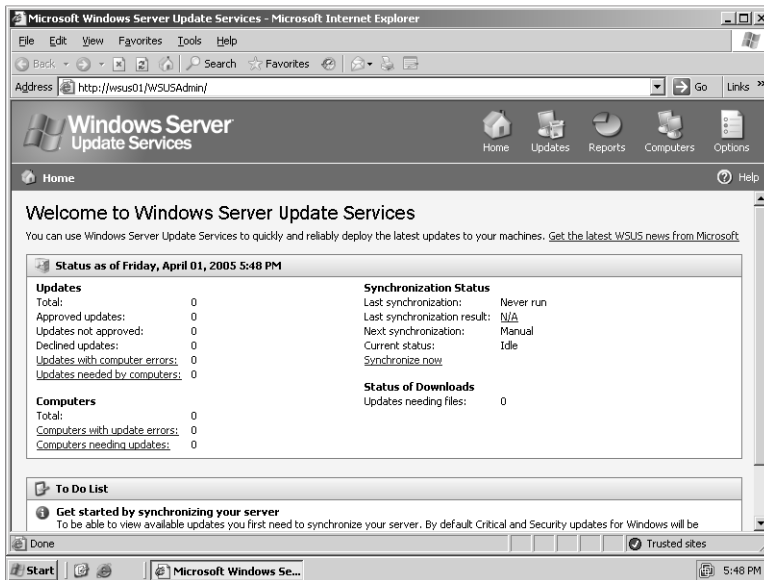 Microsoft Windows Server Update Services - Microsoft Internet Explorer
File Edit View Favorites Tools Help
Back Search Favorites
Address http://wsus01/WSUSAdmin/ Go Links »
Windows Server
Update Services
Home Updates Reports Computers Options
Home Help
Welcome to Windows Server Update Services
You can use Windows Server Update Services to quickly and reliably deploy the latest updates to your machines. Get the latest WSUS news from Microsoft
Status as of Friday, April 01, 2005 5:48 PM
Updates
Total: 0
Approved updates: 0
Updates not approved: 0
Declined updates: 0
Updates with computer errors: 0
Updates needed by computers: 0
Computers
Total: 0
Computers with update errors: 0
Computers needing updates: 0
Synchronization Status
Last synchronization: Never run
Last synchronization result: N/A
Next synchronization: Manual
Current status: Idle
Synchronize now
Status of Downloads
Updates needing files: 0
To Do List
Get started by synchronizing your server
To be able to view available updates you first need to synchronize your server. By default Critical and Security updates for Windows will be
Done Trusted sites
Start Microsoft Windows Se... 5:48 PM